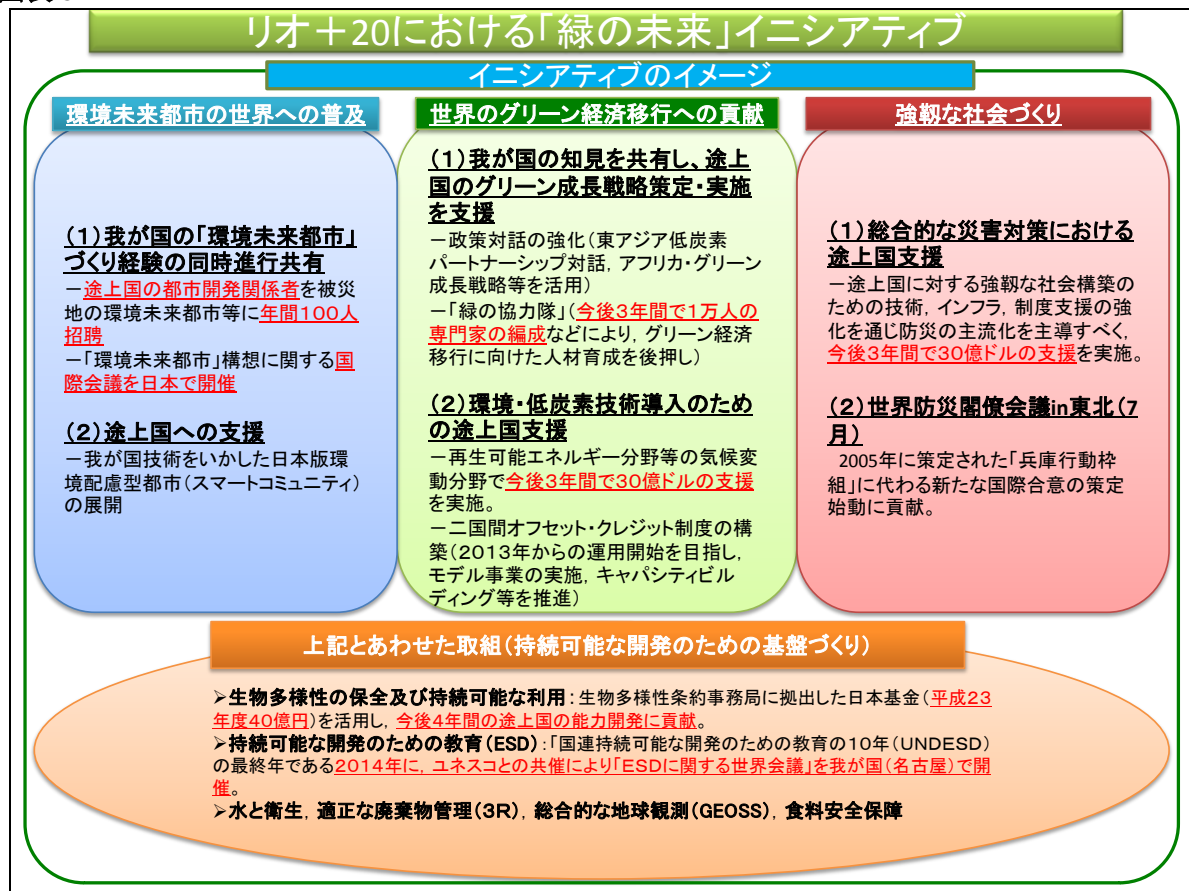 リオ＋20における「緑の未来」イニシアティブ
イニシアティブのイメージ
環境未来都市の世界への普及
（１）我が国の「環境未来都市」
づくり経験の同時進行共有
－途上国の都市開発関係者を被災
地の環境未来都市等に年間１００人
招聘
－「環境未来都市」構想に関する国
際会議を日本で開催
（２）途上国への支援
－我が国技術をいかした日本版環
境配慮型都市（スマートコミュニティ）
の展開
世界のグリーン経済移行への貢献
（１）我が国の知見を共有し、途上
国のグリーン成長戦略策定・実施
を支援
－政策対話の強化（東アジア低炭素
パートナーシップ対話，アフリカ・グリーン
成長戦略等を活用）
－「緑の協力隊」（今後３年間で１万人の
専門家の編成などにより，グリーン経済
移行に向けた人材育成を後押し）
（２）環境・低炭素技術導入のため
の途上国支援
－再生可能エネルギー分野等の気候変
動分野で今後３年間で３０億ドルの支援
を実施。
－二国間オフセット・クレジット制度の構
築（２０１３年からの運用開始を目指し，
モデル事業の実施，キャパシティビル
ディング等を推進）
強靱な社会づくり
（１）総合的な災害対策における
途上国支援
－途上国に対する強靱な社会構築の
ための技術，インフラ，制度支援の強
化を通じ防災の主流化を主導すべく，
今後３年間で３０億ドルの支援を実施。
（２）世界防災閣僚会議in東北（7
月）
2005年に策定された「兵庫行動枠
組」に代わる新たな国際合意の策定
始動に貢献。
上記とあわせた取組（持続可能な開発のための基盤づくり）
➢生物多様性の保全及び持続可能な利用：生物多様性条約事務局に拠出した日本基金（平成２３
年度４０億円）を活用し，今後４年間の途上国の能力開発に貢献。
➢持続可能な開発のための教育（ESD）：「国連持続可能な開発のための教育の１０年（UNDESD）
の最終年である２０１４年に，ユネスコとの共催により「ESDに関する世界会議」を我が国（名古屋）で開
催。
➢水と衛生，適正な廃棄物管理（３R），総合的な地球観測（GEOSS），食料安全保障